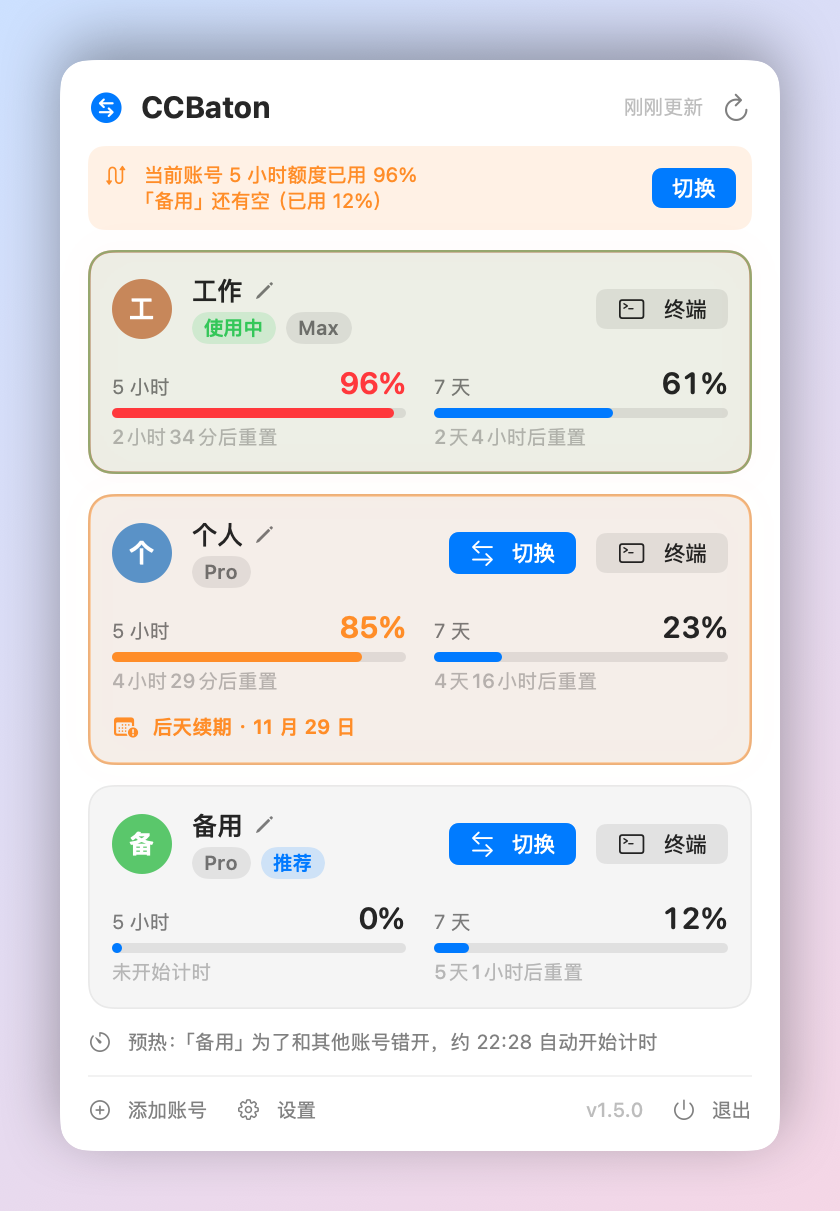 CCBaton
刚刚更新
当前账号 5 小时额度已用 96%
「备用」还有空（已用 12%）
切换
工
工作
使用中
Max
终端
5 小时
96%
7 天
61%
2小时34分后重置
2天4小时后重置
个
个人
Pro
切换
终端
5 小时
85%
7 天
23%
4小时29分后重置
4天16小时后重置
后天续期 · 11 月 29 日
备
备用
Pro
推荐
切换
终端
5 小时
0%
7 天
12%
未开始计时
5天1小时后重置
预热：「备用」为了和其他账号错开，约 22:28 自动开始计时
添加账号
设置
v1.5.0
退出